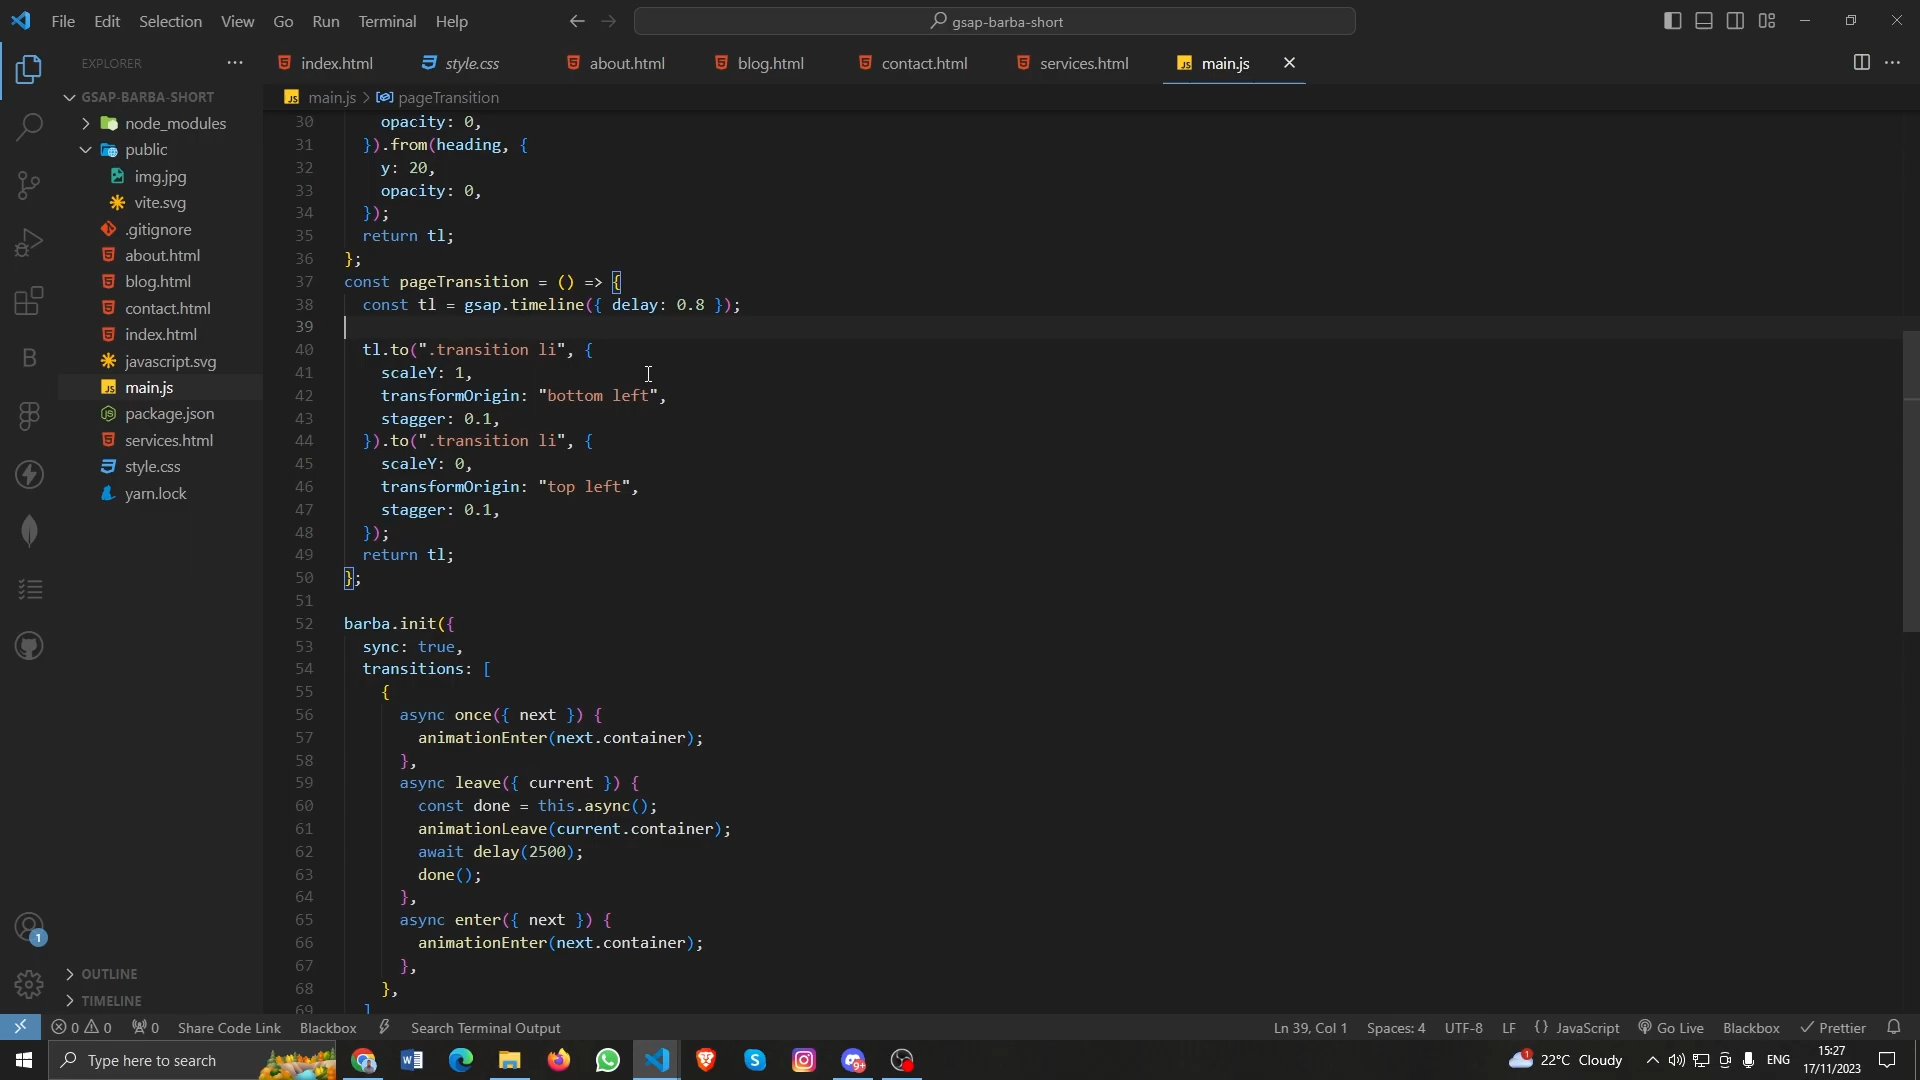 File Edit Selection View Go Run Terminal Help
gsap-barba-short
EXPLORER
index.html
style.css
about.html
blog.html
contact.html
services.html
main.js
main.js > pageTransition
GSAP-BARBA-SHORT
node_modules
public
img.jpg
vite.svg
.gitignore
about.html
blog.html
contact.html
index.html
javascript.svg
main.js
package.json
services.html
style.css
yarn.lock
OUTLINE
TIMELINE
30 opacity: 0,
31 }).from(heading, {
32 y: 20,
33 opacity: 0,
34 });
35 return tl;
36 };
37 const pageTransition = () => {
38 const tl = gsap.timeline({ delay: 0.8 });
39
40 tl.to(".transition li", {
41 scaleY: 1,
42 transformOrigin: "bottom left",
43 stagger: 0.1,
44 }).to(".transition li", {
45 scaleY: 0,
46 transformOrigin: "top left",
47 stagger: 0.1,
48 });
49 return tl;
50 };
51
52 barba.init({
53 sync: true,
54 transitions: [
55 {
56 async once({ next }) {
57 animationEnter(next.container);
58 },
59 async leave({ current }) {
60 const done = this.async();
61 animationLeave(current.container);
62 await delay(2500);
63 done();
64 },
65 async enter({ next }) {
66 animationEnter(next.container);
67 },
68 },
69 ]
1
0 0 0 Share Code Link Blackbox Search Terminal Output
Ln 39, Col 1 Spaces: 4 UTF-8 LF {} JavaScript Go Live Blackbox Prettier
Type here to search
9+
1 22°C Cloudy ENG
15:27
17/11/2023